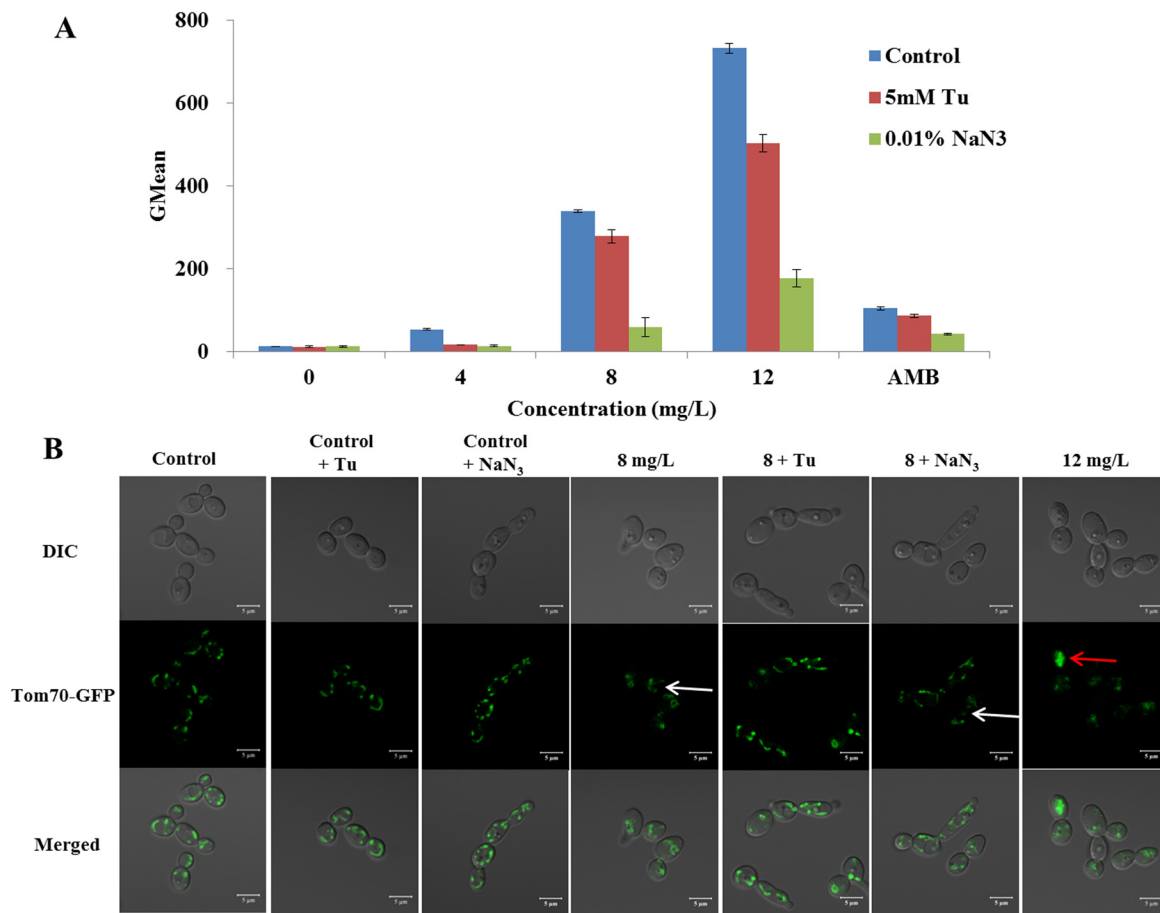 A
800
600
400
200
0
GMean
Control
5mM Tu
0.01% NaN3
0 4 8 12 AMB
Concentration (mg/L)
B
Control
Control + Tu
Control + NaN₃
8 mg/L
8 + Tu
8 + NaN₃
12 mg/L
DIC
5 µm 5 µm 5 µm 5 µm 5 µm 5 µm 5 µm
Tom70-GFP
5 µm 5 µm 5 µm 5 µm 5 µm 5 µm 5 µm
Merged
5 µm 5 µm 5 µm 5 µm 5 µm 5 µm 5 µm